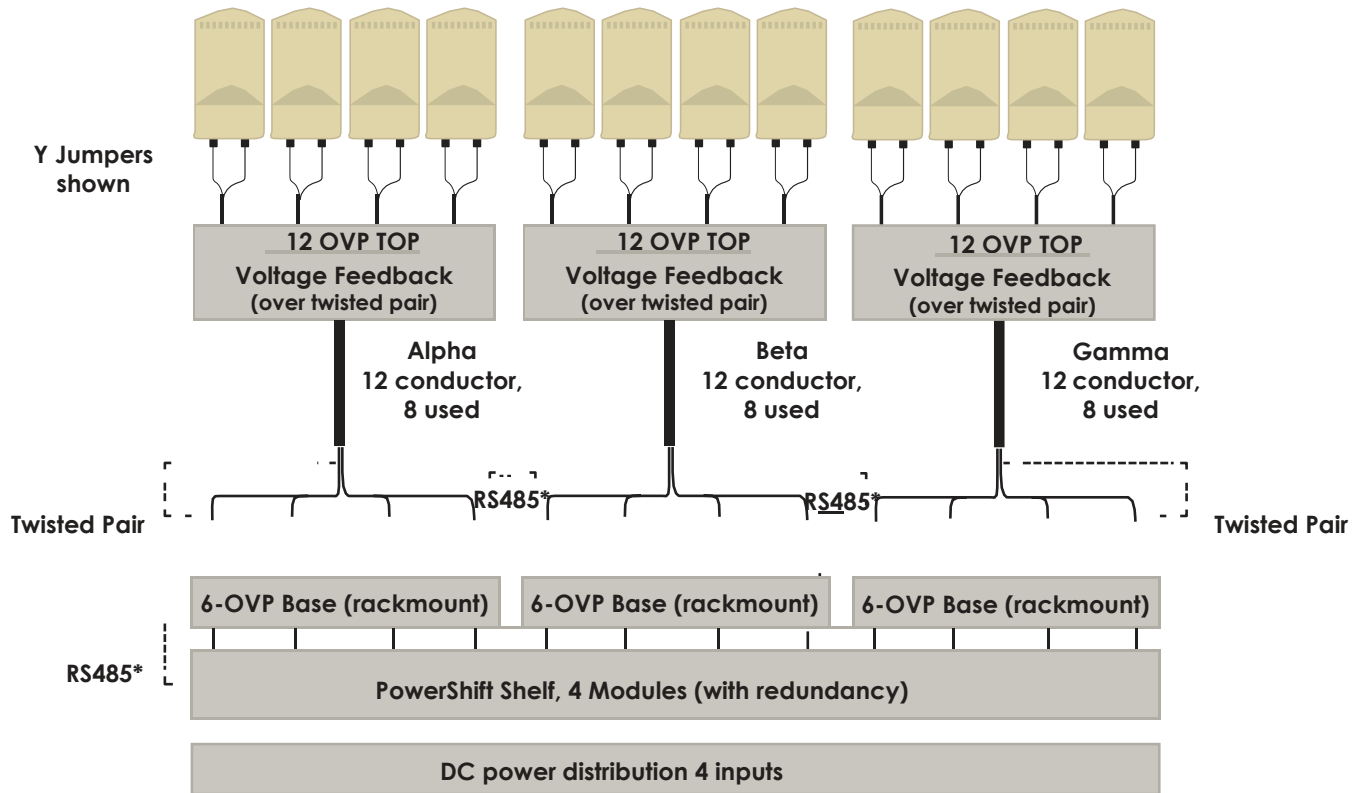 Y Jumpers
shown
12 OVP TOP
Voltage Feedback
(over twisted pair)
12 OVP TOP
Voltage Feedback
(over twisted pair)
12 OVP TOP
Voltage Feedback
(over twisted pair)
Alpha
12 conductor,
8 used
Beta
12 conductor,
8 used
Gamma
12 conductor,
8 used
Twisted Pair
RS485*
RS485*
Twisted Pair
6-OVP Base (rackmount)
6-OVP Base (rackmount)
6-OVP Base (rackmount)
RS485*
PowerShift Shelf, 4 Modules (with redundancy)
DC power distribution 4 inputs